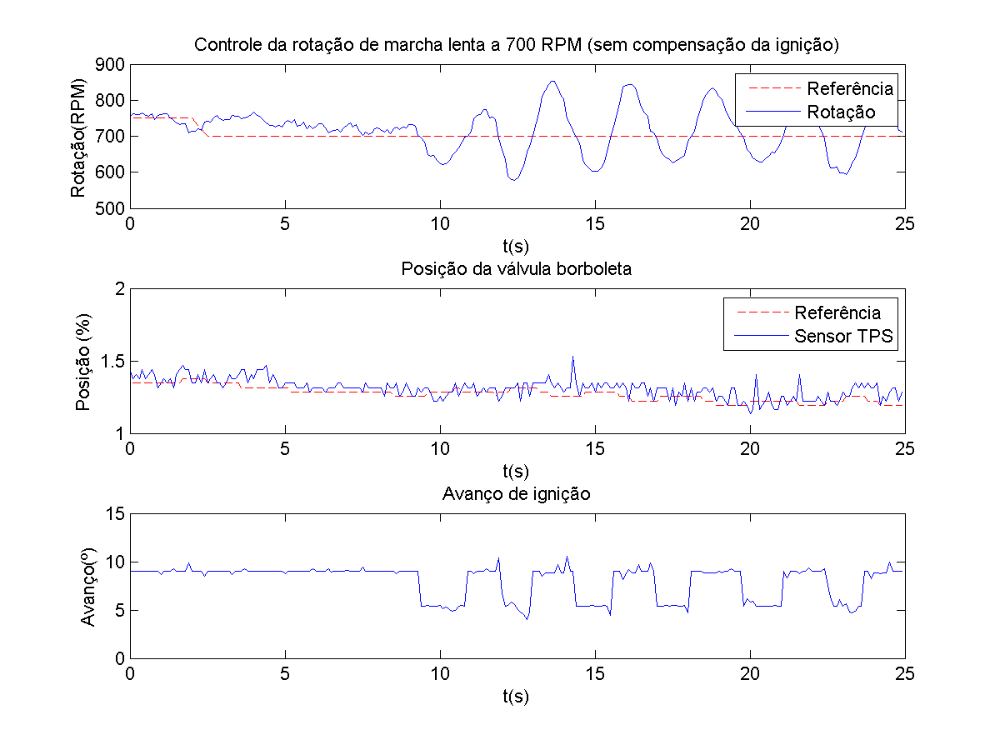 Controle da rotação de marcha lenta a 700 RPM (sem compensação da ignição)
900
800
700
600
500
Rotação(RPM)
Referência
Rotação
0 5 10 15 20 25
t(s)
Posição da válvula borboleta
2
1.5
1
Posição (%)
Referência
Sensor TPS
0 5 10 15 20 25
t(s)
Avanço de ignição
15
10
5
0
Avanço(º)
0 5 10 15 20 25
t(s)